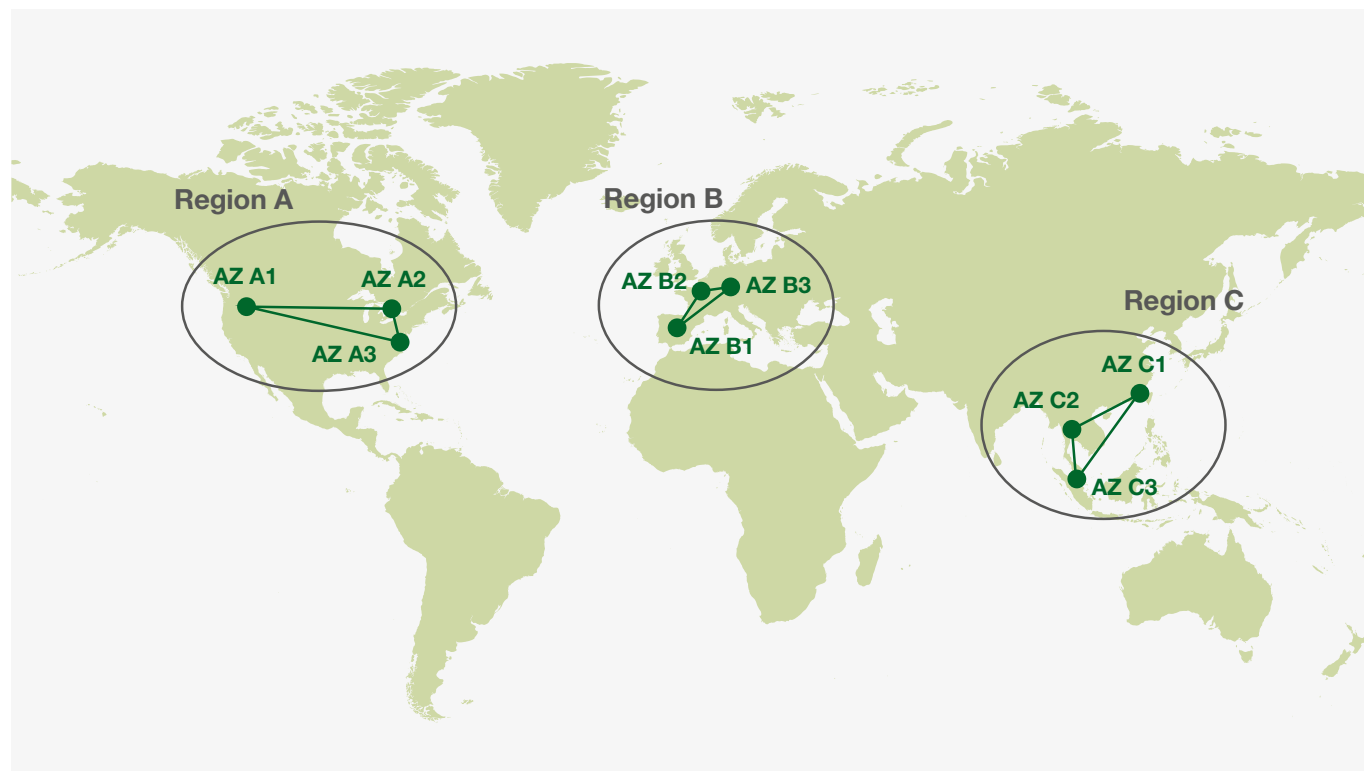 Region A
AZ A1
AZ A2
AZ A3
Region B
AZ B2
AZ B3
AZ B1
Region C
AZ C1
AZ C2
AZ C3